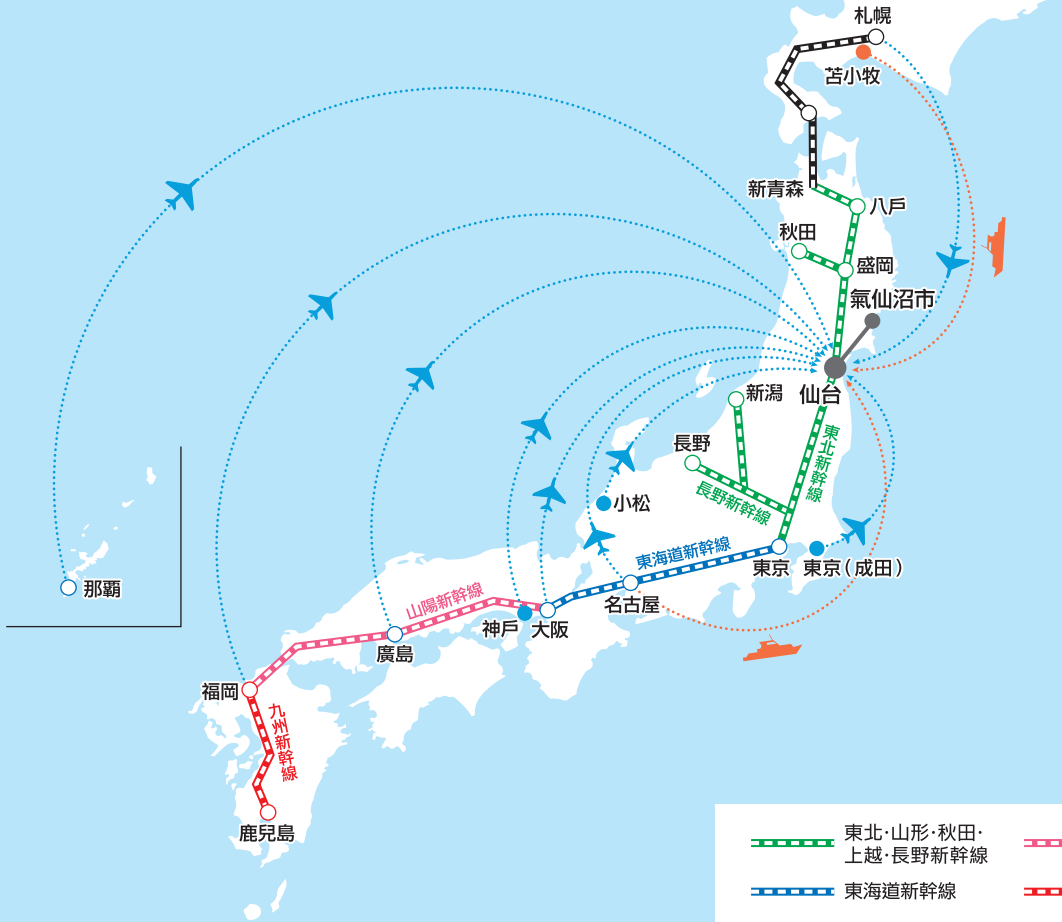 札幌
苫小牧
新青森
八戶
秋田
盛岡
氣仙沼市
仙台
新潟
長野
東北新幹線
長野新幹線
小松
東海道新幹線
東京
東京(成田)
名古屋
山陽新幹線
神戶
大阪
廣島
那霸
福岡
九州新幹線
鹿兒島
東北·山形·秋田·
上越·長野新幹線
東海道新幹線